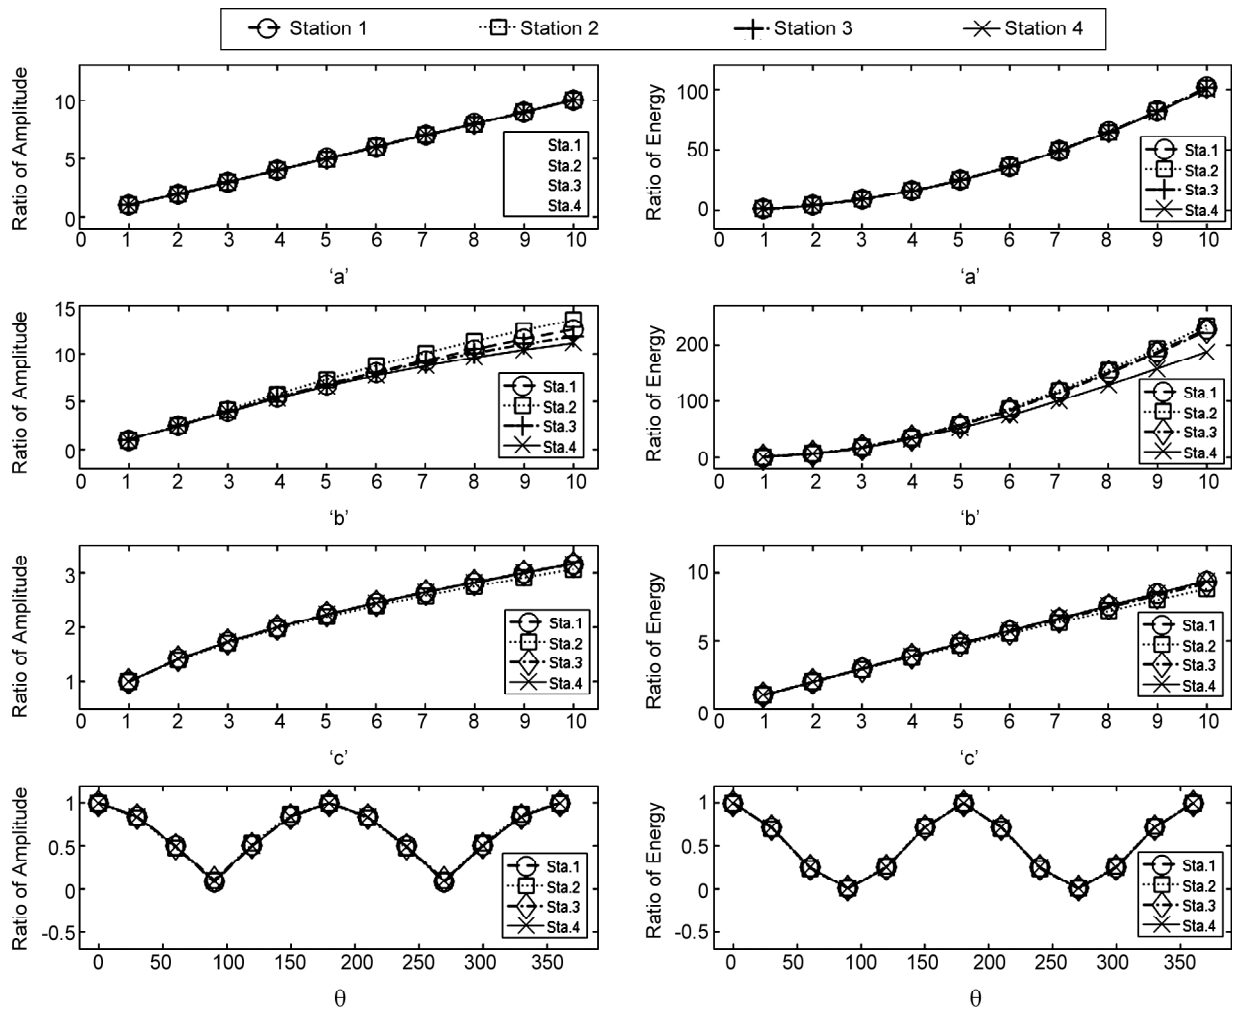 Station 1 Station 2 Station 3 Station 4
Ratio of Amplitude
10
5
0
Sta.1
Sta.2
Sta.3
Sta.4
0 1 2 3 4 5 6 7 8 9 10
'a'
Ratio of Energy
100
50
0
Sta.1
Sta.2
Sta.3
Sta.4
0 1 2 3 4 5 6 7 8 9 10
'a'
Ratio of Amplitude
15
10
5
0
Sta.1
Sta.2
Sta.3
Sta.4
0 1 2 3 4 5 6 7 8 9 10
'b'
Ratio of Energy
200
100
0
Sta.1
Sta.2
Sta.3
Sta.4
0 1 2 3 4 5 6 7 8 9 10
'b'
Ratio of Amplitude
3
2
1
Sta.1
Sta.2
Sta.3
Sta.4
0 1 2 3 4 5 6 7 8 9 10
'c'
Ratio of Energy
10
5
0
Sta.1
Sta.2
Sta.3
Sta.4
0 1 2 3 4 5 6 7 8 9 10
'c'
Ratio of Amplitude
1
0.5
0
-0.5
Sta.1
Sta.2
Sta.3
Sta.4
0 50 100 150 200 250 300 350
θ
Ratio of Energy
1
0.5
0
-0.5
Sta.1
Sta.2
Sta.3
Sta.4
0 50 100 150 200 250 300 350
θ